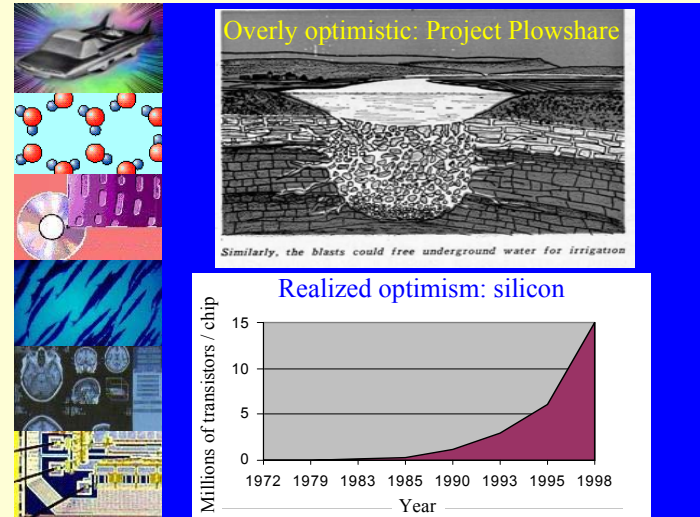 Overly optimistic: Project Plowshare
Similarly, the blasts could free underground water for irrigation
Realized optimism: silicon
Millions of transistors / chip
15
10
5
0
1972 1979 1983 1985 1990 1993 1995 1998
Year